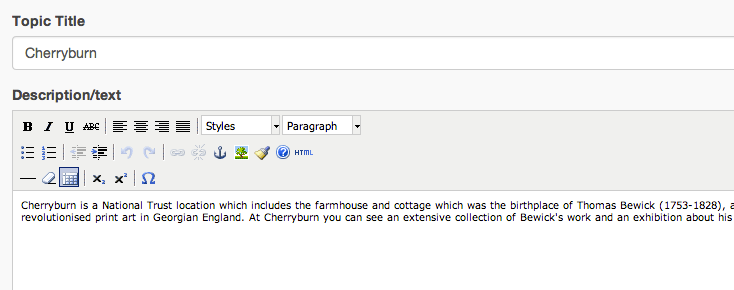 Topic Title
Cherryburn
Description/text
B I U ABC Styles Paragraph
HTML
x₂ x² Ω
Cherryburn is a National Trust location which includes the farmhouse and cottage which was the birthplace of Thomas Bewick (1753-1828), a
revolutionised print art in Georgian England. At Cherryburn you can see an extensive collection of Bewick's work and an exhibition about his